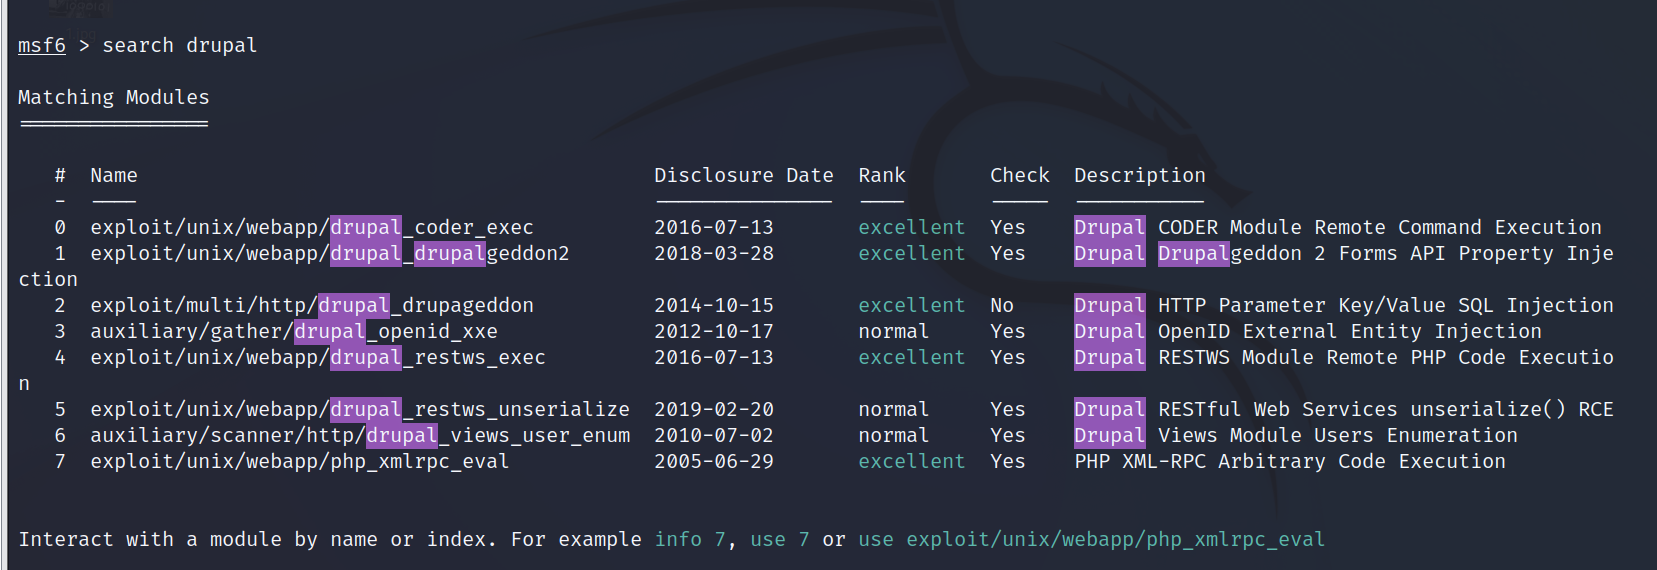 msf6 > search drupal
Matching Modules
================
# Name Disclosure Date Rank Check Description
- ---- --------------- ---- ----- -----------
0 exploit/unix/webapp/drupal_coder_exec 2016-07-13 excellent Yes Drupal CODER Module Remote Command Execution
1 exploit/unix/webapp/drupal_drupalgeddon2 2018-03-28 excellent Yes Drupal Drupalgeddon 2 Forms API Property Inje
ction
2 exploit/multi/http/drupal_drupageddon 2014-10-15 excellent No Drupal HTTP Parameter Key/Value SQL Injection
3 auxiliary/gather/drupal_openid_xxe 2012-10-17 normal Yes Drupal OpenID External Entity Injection
4 exploit/unix/webapp/drupal_restws_exec 2016-07-13 excellent Yes Drupal RESTWS Module Remote PHP Code Executio
n
5 exploit/unix/webapp/drupal_restws_unserialize 2019-02-20 normal Yes Drupal RESTful Web Services unserialize() RCE
6 auxiliary/scanner/http/drupal_views_user_enum 2010-07-02 normal Yes Drupal Views Module Users Enumeration
7 exploit/unix/webapp/php_xmlrpc_eval 2005-06-29 excellent Yes PHP XML-RPC Arbitrary Code Execution
Interact with a module by name or index. For example info 7, use 7 or use exploit/unix/webapp/php_xmlrpc_eval